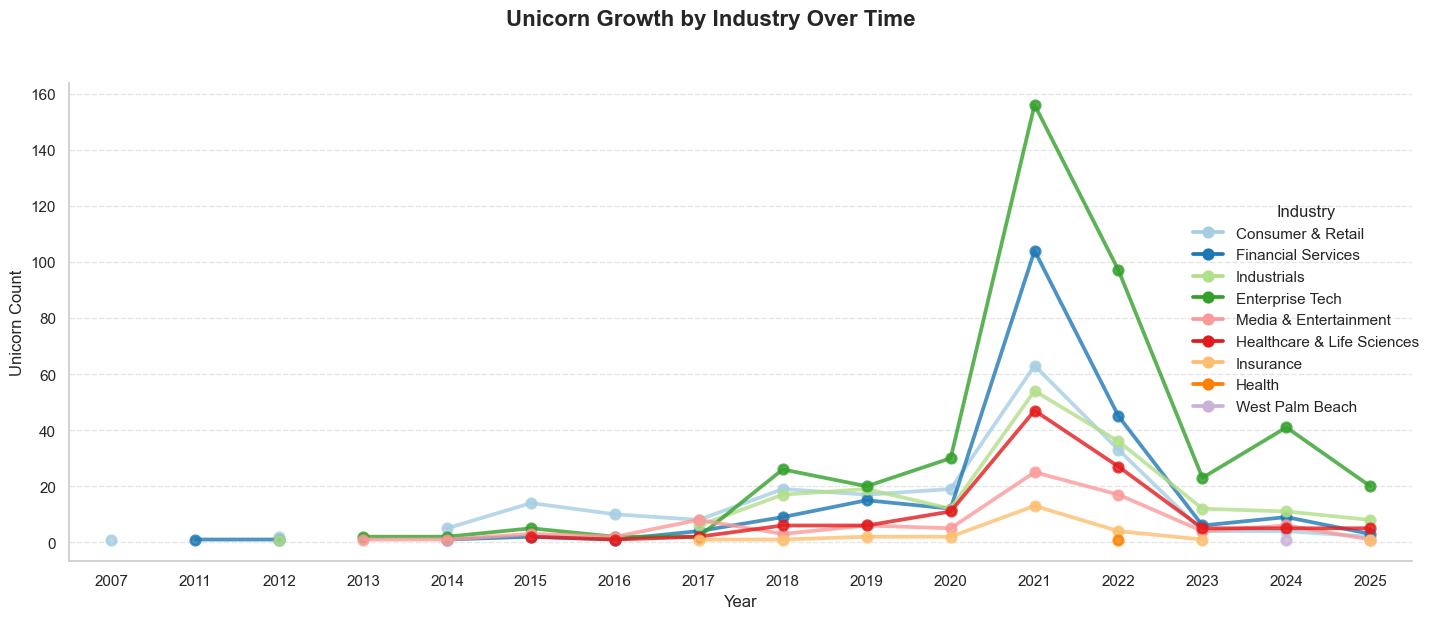 Unicorn Growth by Industry Over Time
160
140
120
100
80
60
40
20
0
Unicorn Count
Industry
Consumer & Retail
Financial Services
Industrials
Enterprise Tech
Media & Entertainment
Healthcare & Life Sciences
Insurance
Health
West Palm Beach
2007 2011 2012 2013 2014 2015 2016 2017 2018 2019 2020 2021 2022 2023 2024 2025
Year